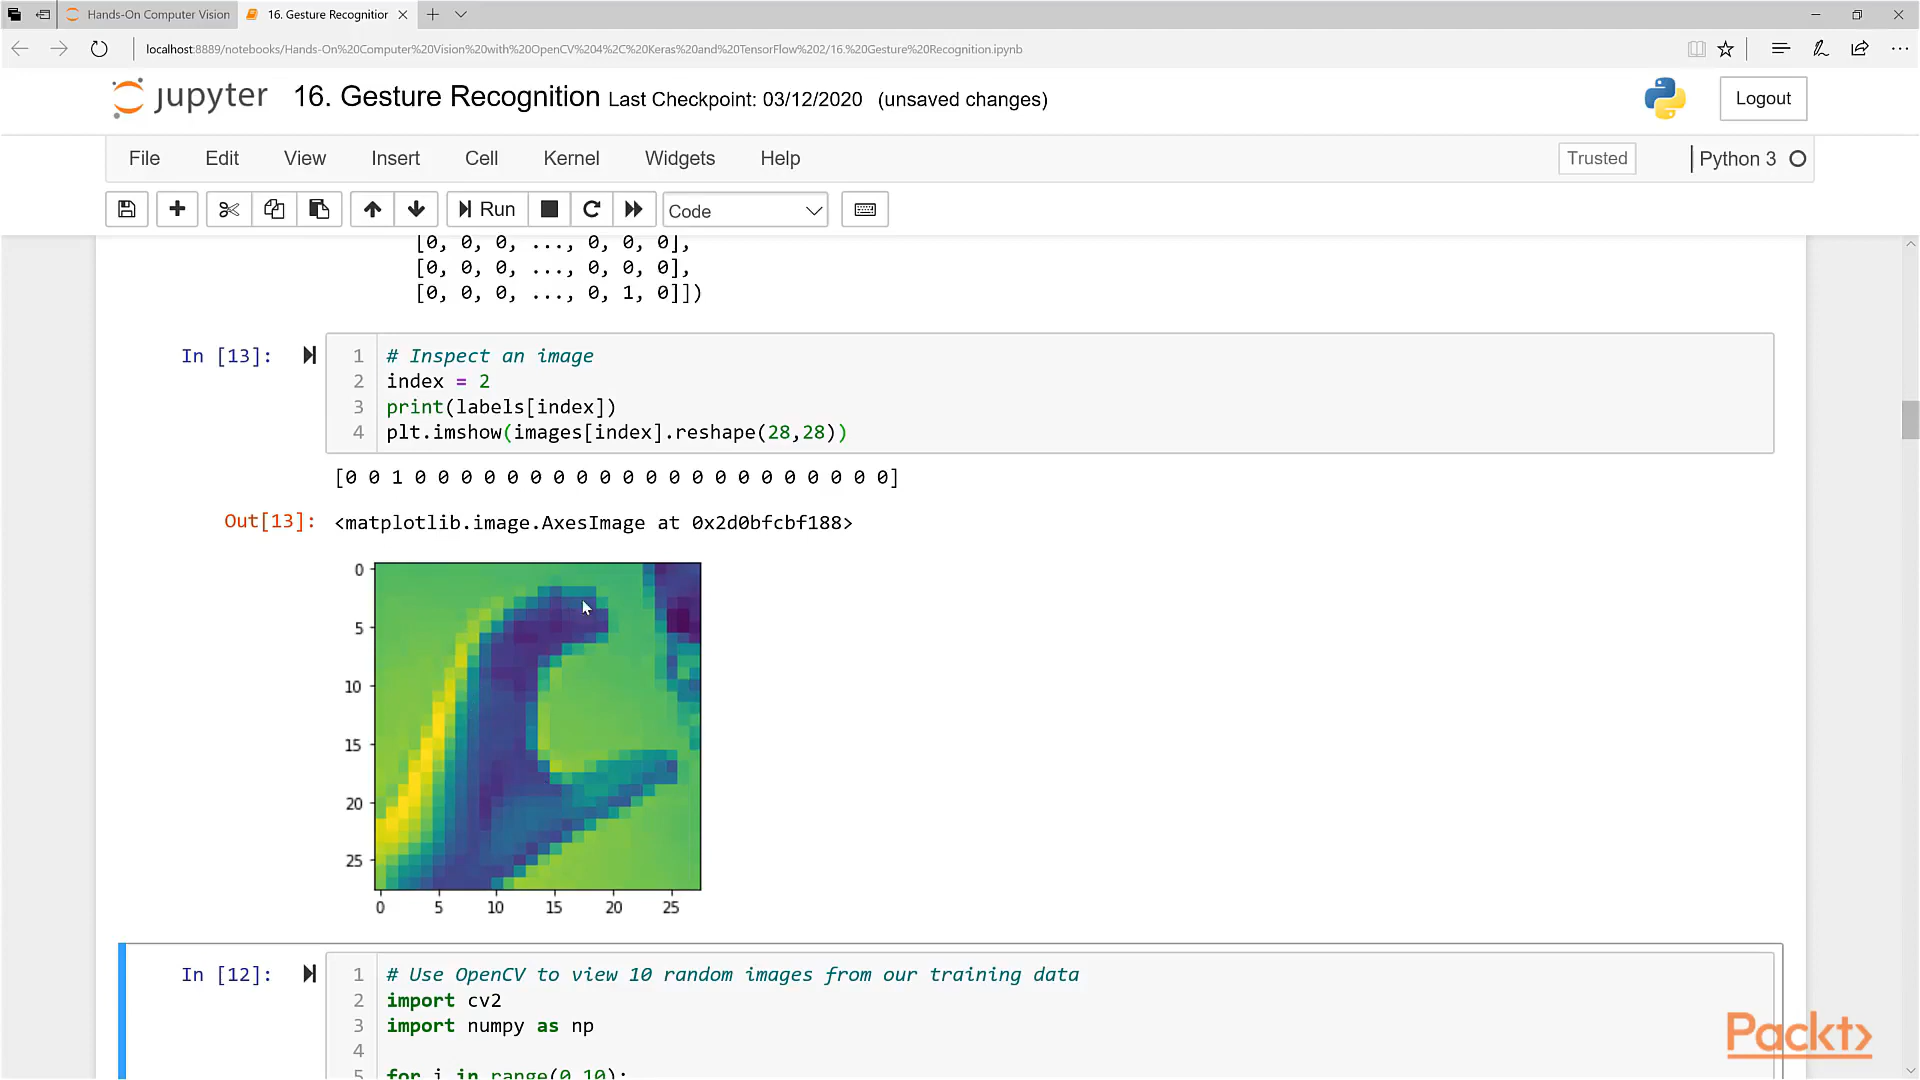 Hands-On Computer Vision
16. Gesture Recognition
localhost:8889/notebooks/Hands-On%20Computer%20Vision%20with%20OpenCV%204%2C%20Keras%20and%20TensorFlow%202/16.%20Gesture%20Recognition.ipynb
jupyter 16. Gesture Recognition Last Checkpoint: 03/12/2020 (unsaved changes)
Logout
File Edit View Insert Cell Kernel Widgets Help Trusted Python 3
Run Code
[0, 0, 0, ..., 0, 0, 0],
[0, 0, 0, ..., 0, 0, 0],
[0, 0, 0, ..., 0, 1, 0]])
In [13]: 1 # Inspect an image
2 index = 2
3 print(labels[index])
4 plt.imshow(images[index].reshape(28,28))
[0 0 1 0 0 0 0 0 0 0 0 0 0 0 0 0 0 0 0 0 0 0 0 0]
Out[13]: <matplotlib.image.AxesImage at 0x2d0bfcbf188>
0
5
10
15
20
25
0 5 10 15 20 25
In [12]: 1 # Use OpenCV to view 10 random images from our training data
2 import cv2
3 import numpy as np
4
5 for i in range(0,10):
Packt>